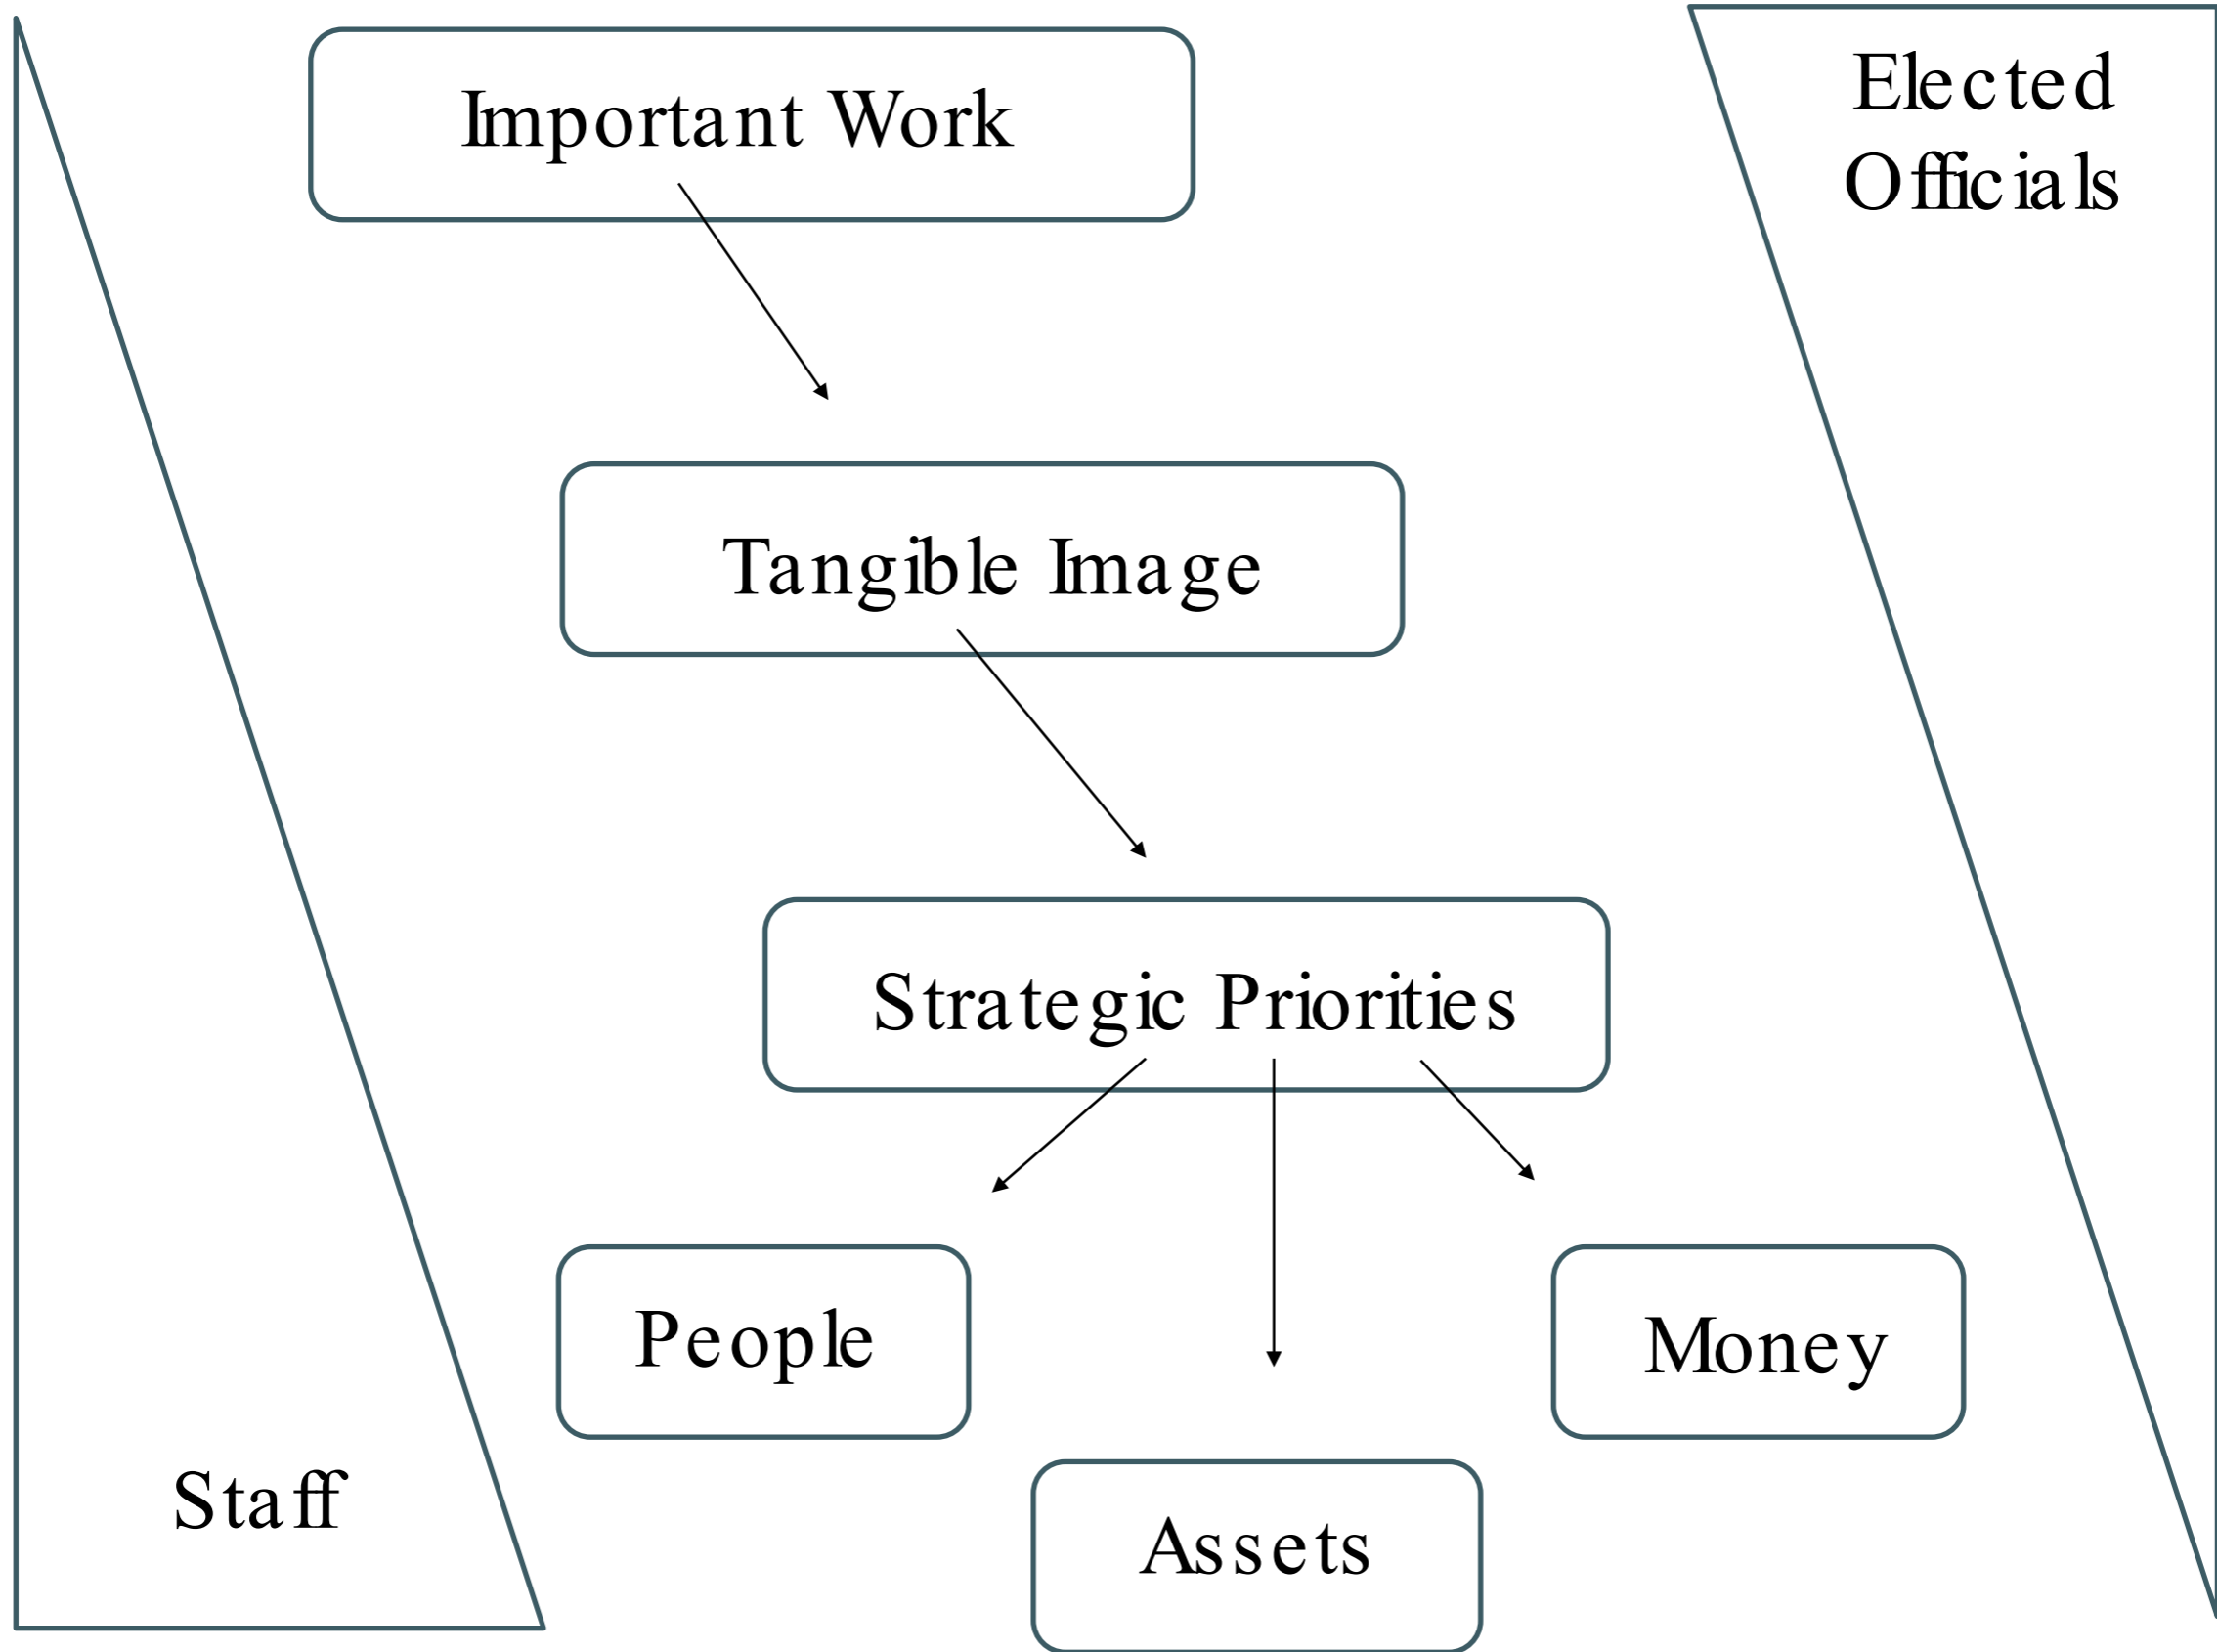 Important Work
Elected
Officials
Tangible Image
Strategic Priorities
People
Money
Staff
Assets